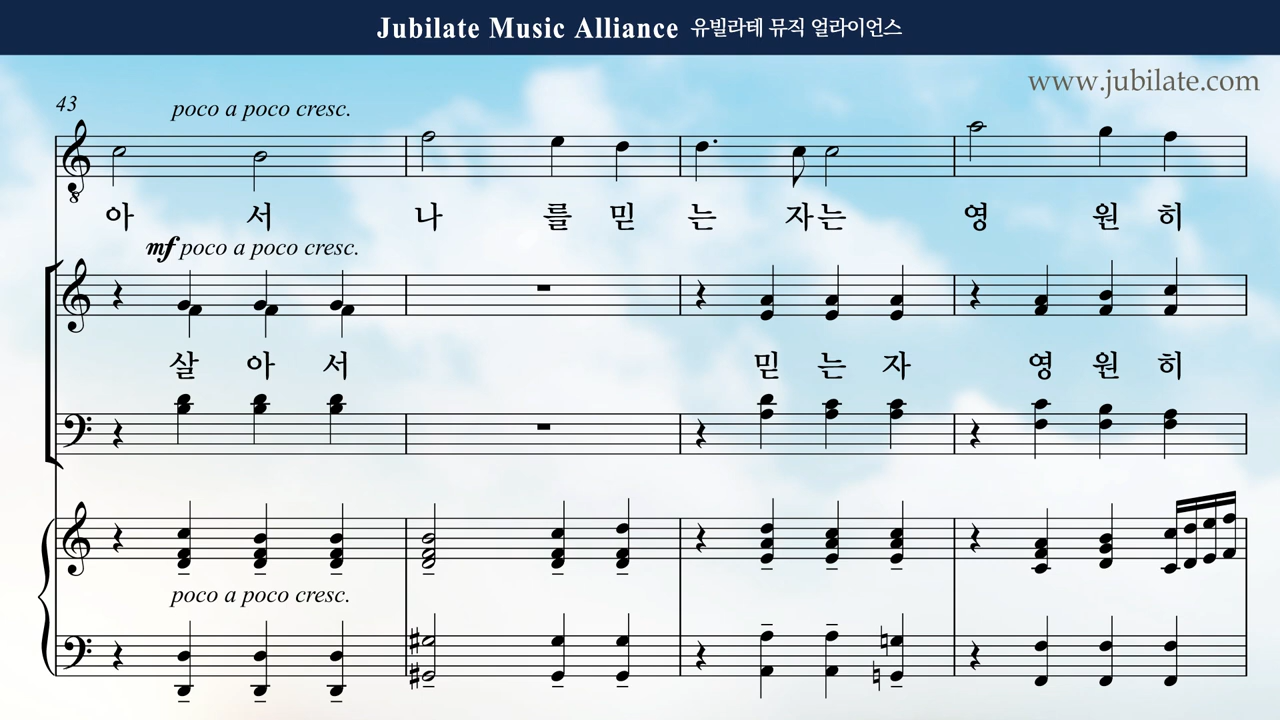 Jubilate Music Alliance 유빌라테 뮤직 얼라이언스
www.jubilate.com
43
poco a poco cresc.
아 서 나 를 믿 는 자 는 영 원 히
mf poco a poco cresc.
살 아 서 믿 는 자 영 원 히
poco a poco cresc.